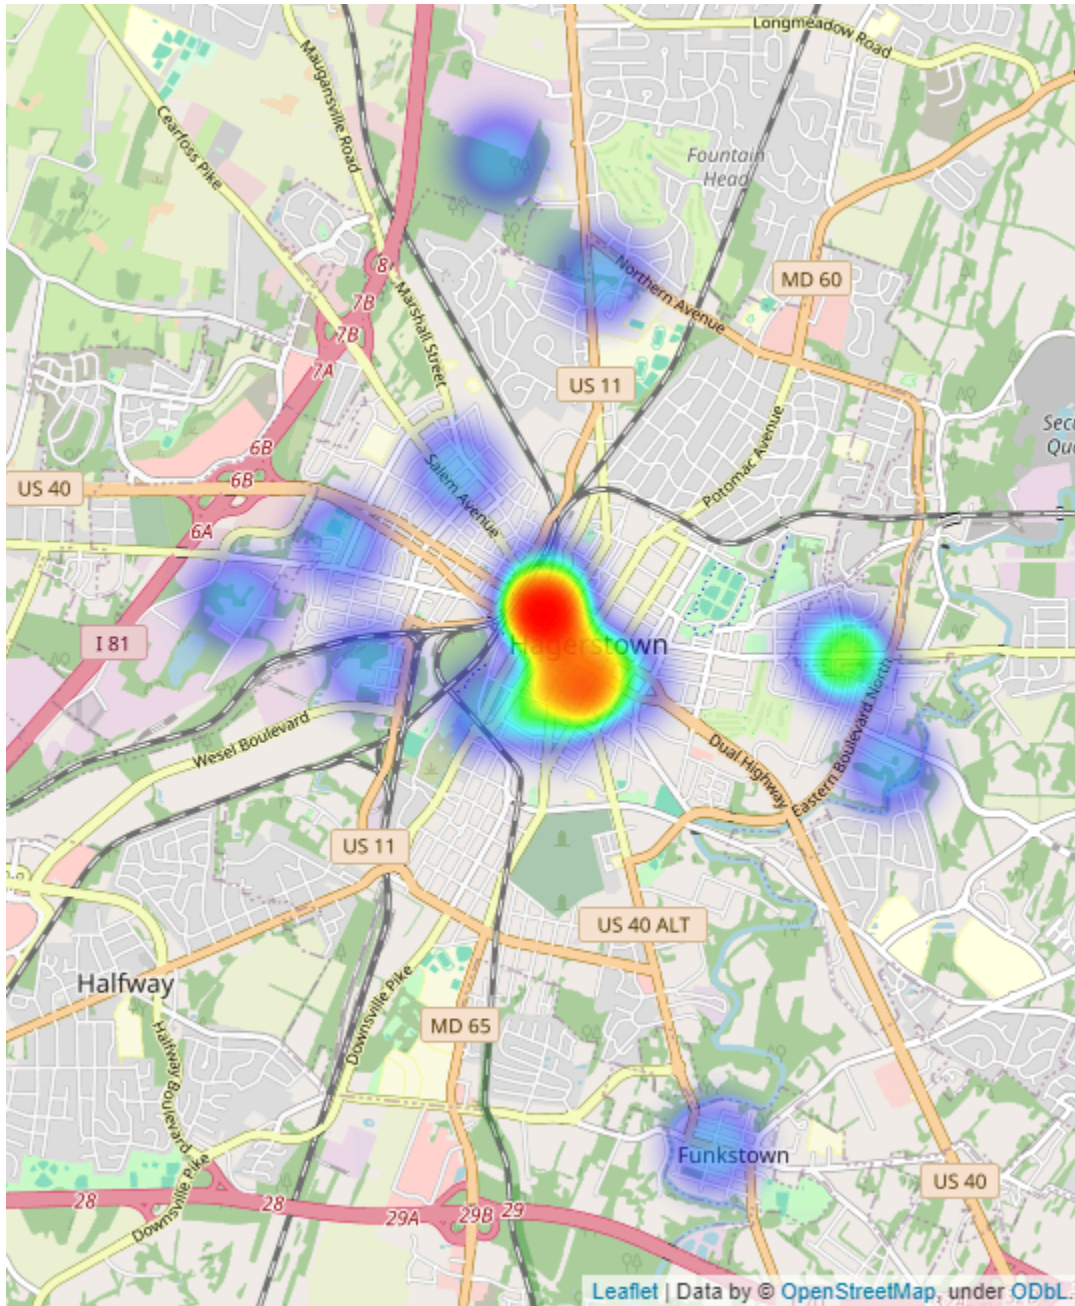 Longmeadow Road
Maugansville Road
Cearfoss Pike
Fountain
Head
8
Northern Avenue
MD 60
7B
7B
Marshall Street
7A
US 11
6B
US 40
6B
Salem Avenue
Potomac Avenue
6A
I 81
Hagerstown
Wesel Boulevard
Dual Highway
Eastern Boulevard North
US 11
US 40 ALT
Halfway
Downsville Pike
MD 65
Halfway Boulevard
Funkstown
Downsville Pike
US 40
28
28
29A
29B
29
Leaflet | Data by © OpenStreetMap, under ODbL.